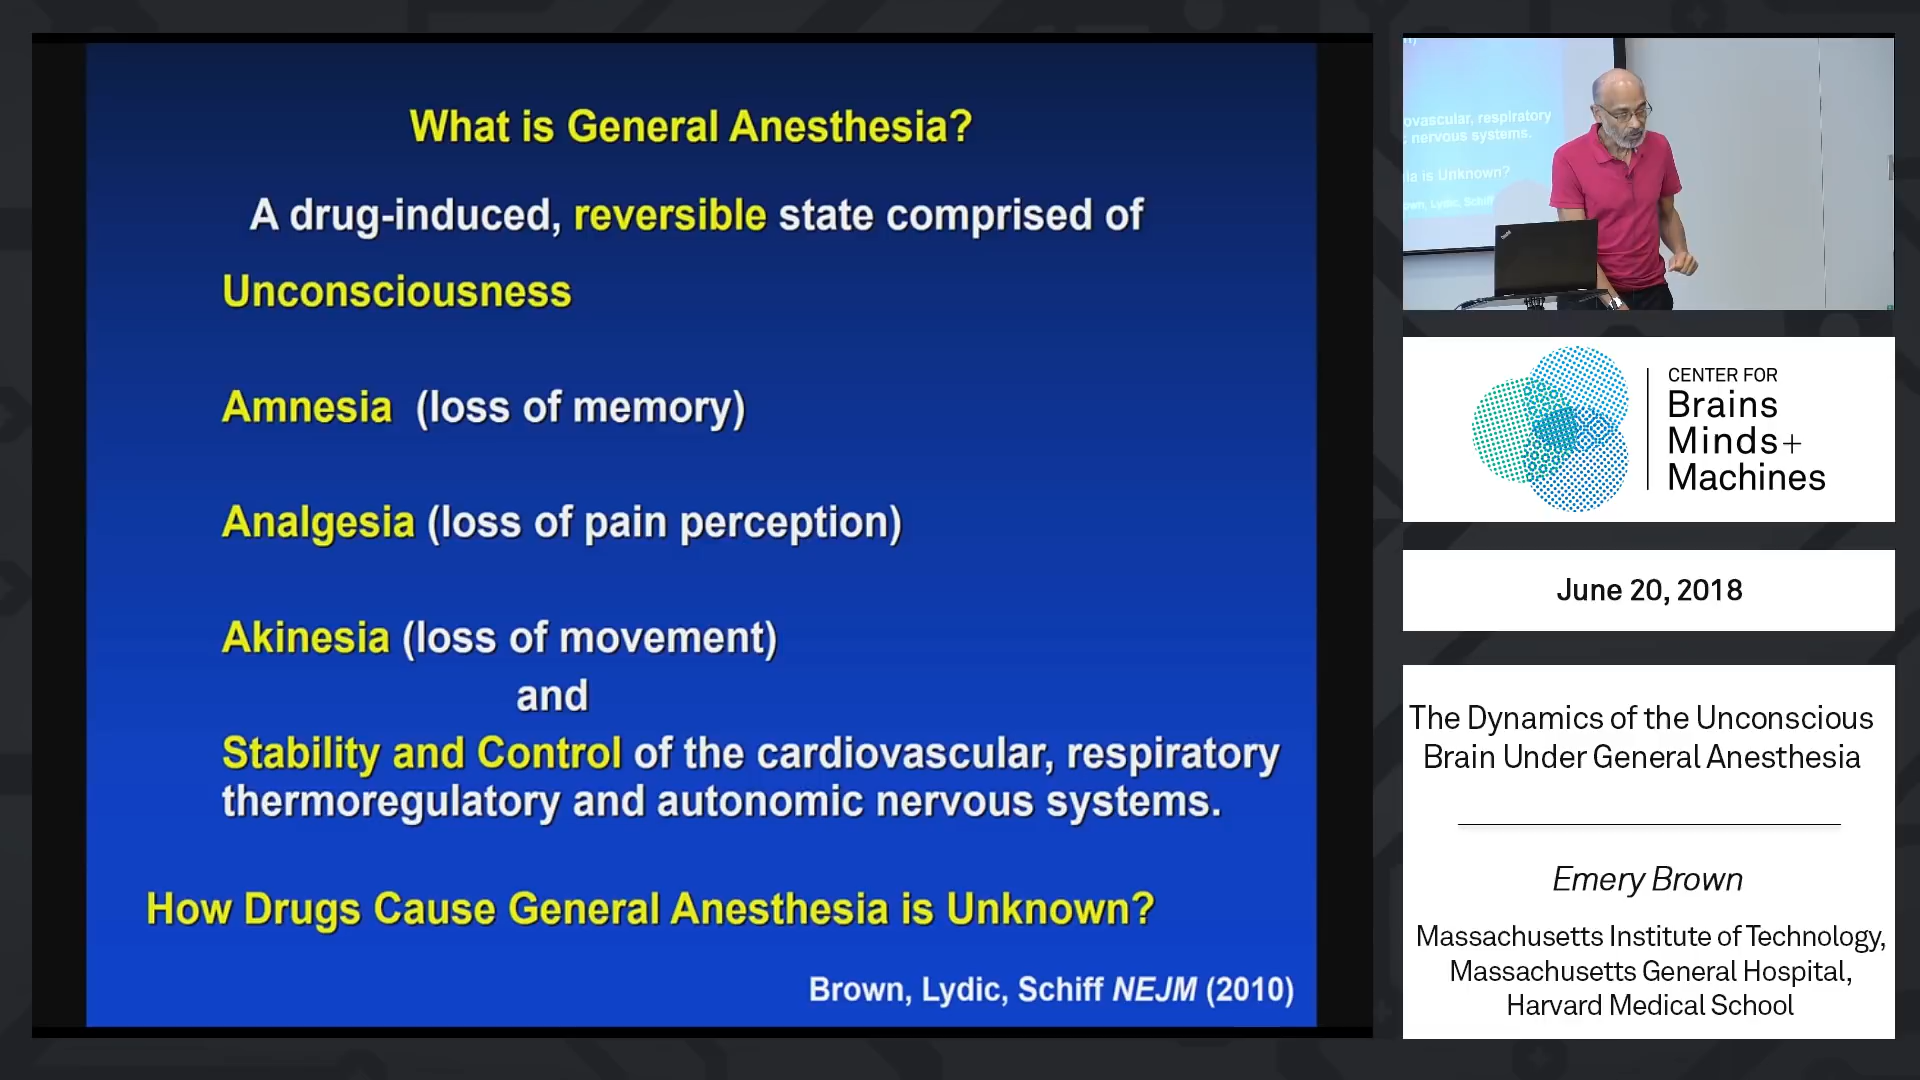 What is General Anesthesia?
A drug-induced, reversible state comprised of
Unconsciousness
Amnesia (loss of memory)
Analgesia (loss of pain perception)
Akinesia (loss of movement)
and
Stability and Control of the cardiovascular, respiratory
thermoregulatory and autonomic nervous systems.
How Drugs Cause General Anesthesia is Unknown?
Brown, Lydic, Schiff NEJM (2010)
ovascular, respiratory
nervous systems.
ia is Unknown?
own, Lydic, Schiff
CENTER FOR
Brains
Minds+
Machines
June 20, 2018
The Dynamics of the Unconscious
Brain Under General Anesthesia
Emery Brown
Massachusetts Institute of Technology,
Massachusetts General Hospital,
Harvard Medical School